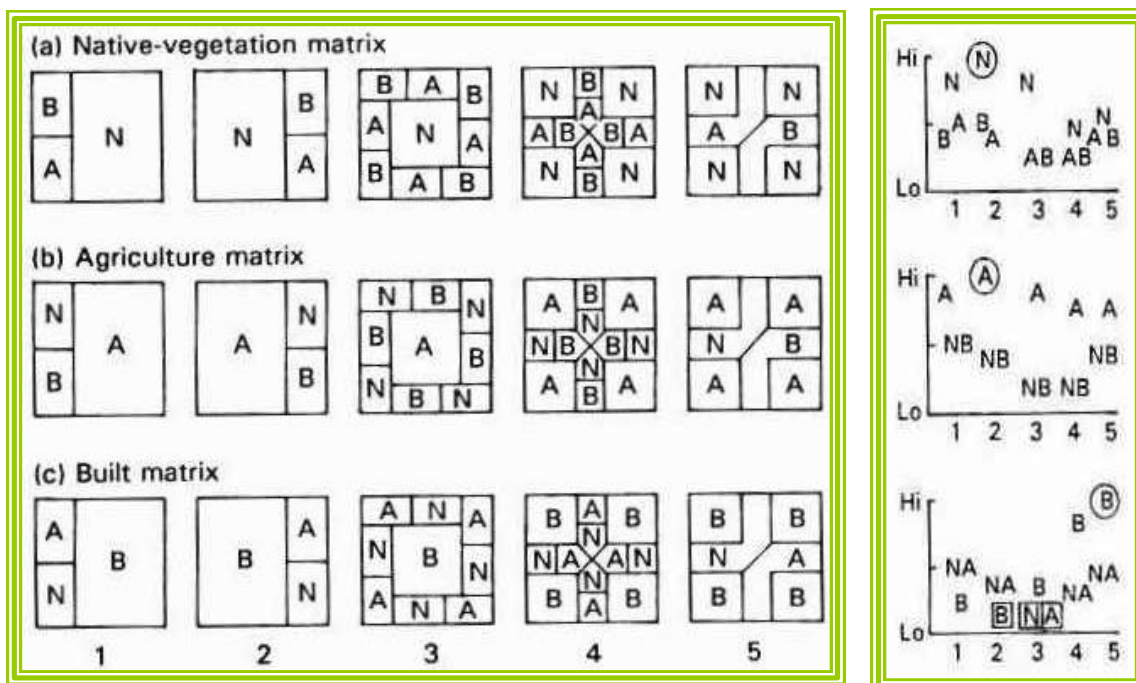 (a) Native-vegetation matrix
B
N
A
B
N
A
B A B
A N A
B A B
N B N
A
A B B A
A
N B N
N N
A B
N N
(b) Agriculture matrix
N
A
B
N
A
B
N B N
B A B
N B N
A B A
N
N B B N
N
A B A
A A
N B
A A
(c) Built matrix
A
B
N
A
B
N
A N A
N B N
A N A
B A B
N
N A A N
N
B A B
B B
N A
B B
1 2 3 4 5
Hi N
N N
A B N N
B A A B
AB AB
Lo
1 2 3 4 5
Hi A
A A A A
NB NB NB
NB NB
Lo
1 2 3 4 5
Hi B
B
NA NA
NA B NA
B B N A
Lo
1 2 3 4 5